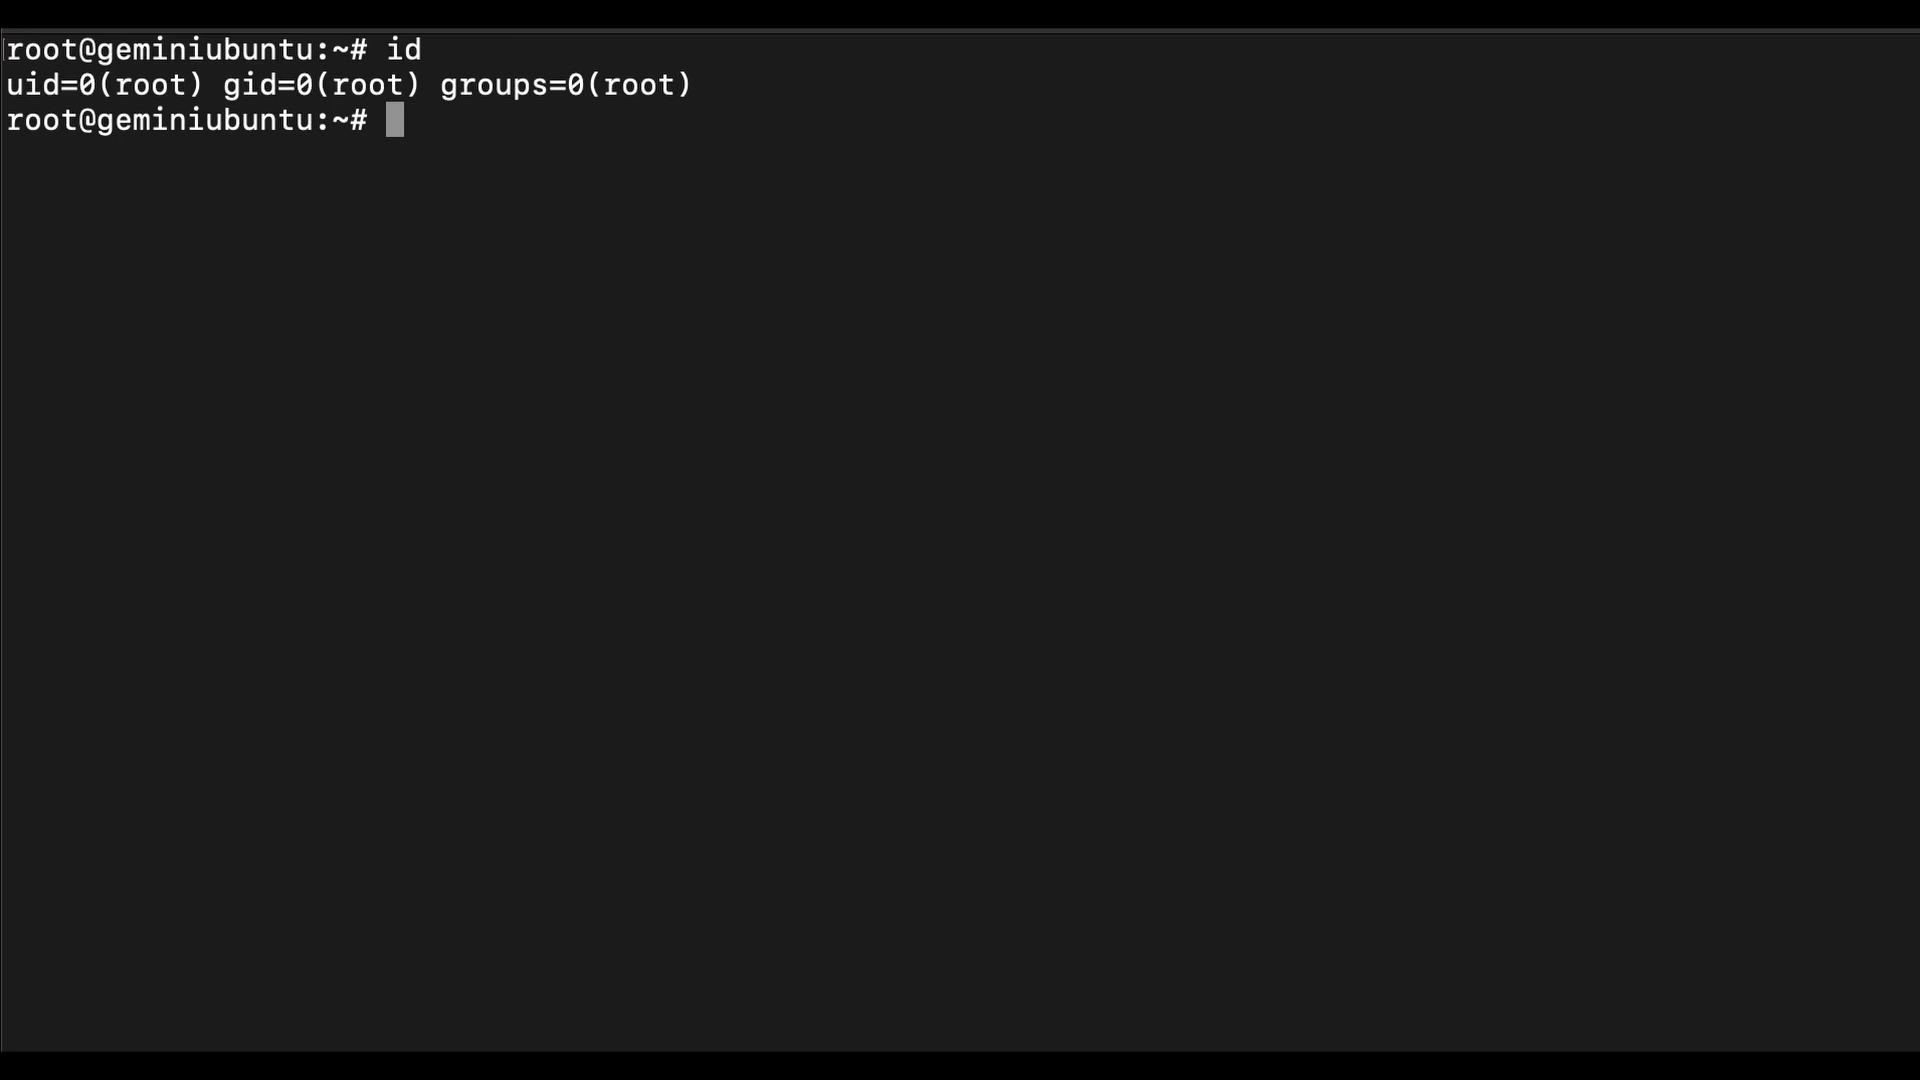 root@geminiubuntu:~# id
uid=0(root) gid=0(root) groups=0(root)
root@geminiubuntu:~#